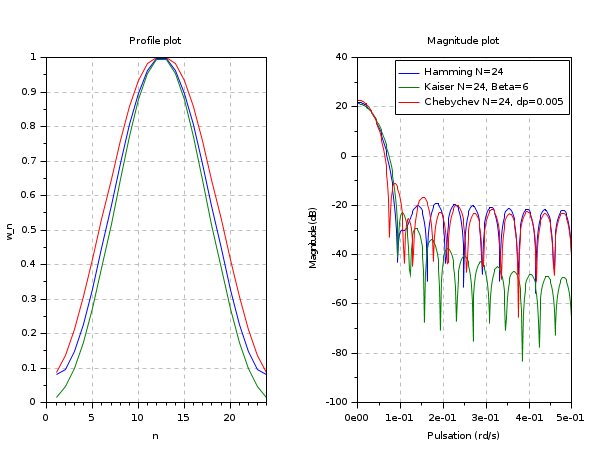 Profile plot
w_n
1
0.9
0.8
0.7
0.6
0.5
0.4
0.3
0.2
0.1
0
0
5
10
15
20
n
Magnitude plot
Hamming N=24
Kaiser N=24, Beta=6
Chebychev N=24, dp=0.005
Magnitude (dB)
40
20
0
-20
-40
-60
-80
-100
0e00
1e-01
2e-01
3e-01
4e-01
5e-01
Pulsation (rd/s)